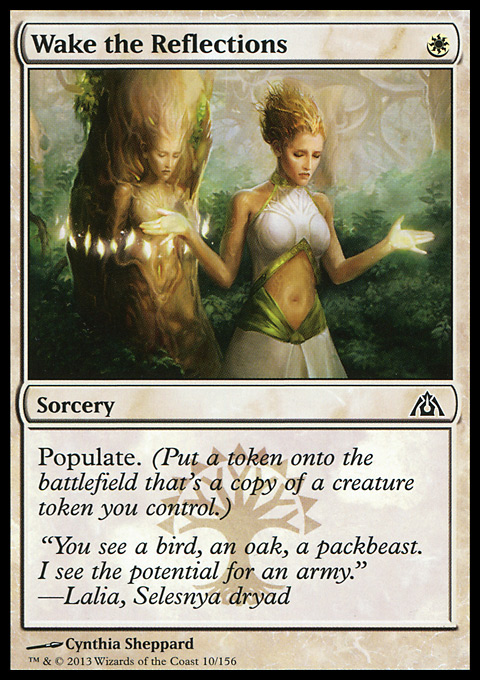 Wake the Reflections
Sorcery
Populate. (Put a token onto the
battlefield that's a copy of a creature
token you control.)
“You see a bird, an oak, a packbeast.
I see the potential for an army.”
—Lalia, Selesnya dryad
Cynthia Sheppard
™ & © 2013 Wizards of the Coast 10/156